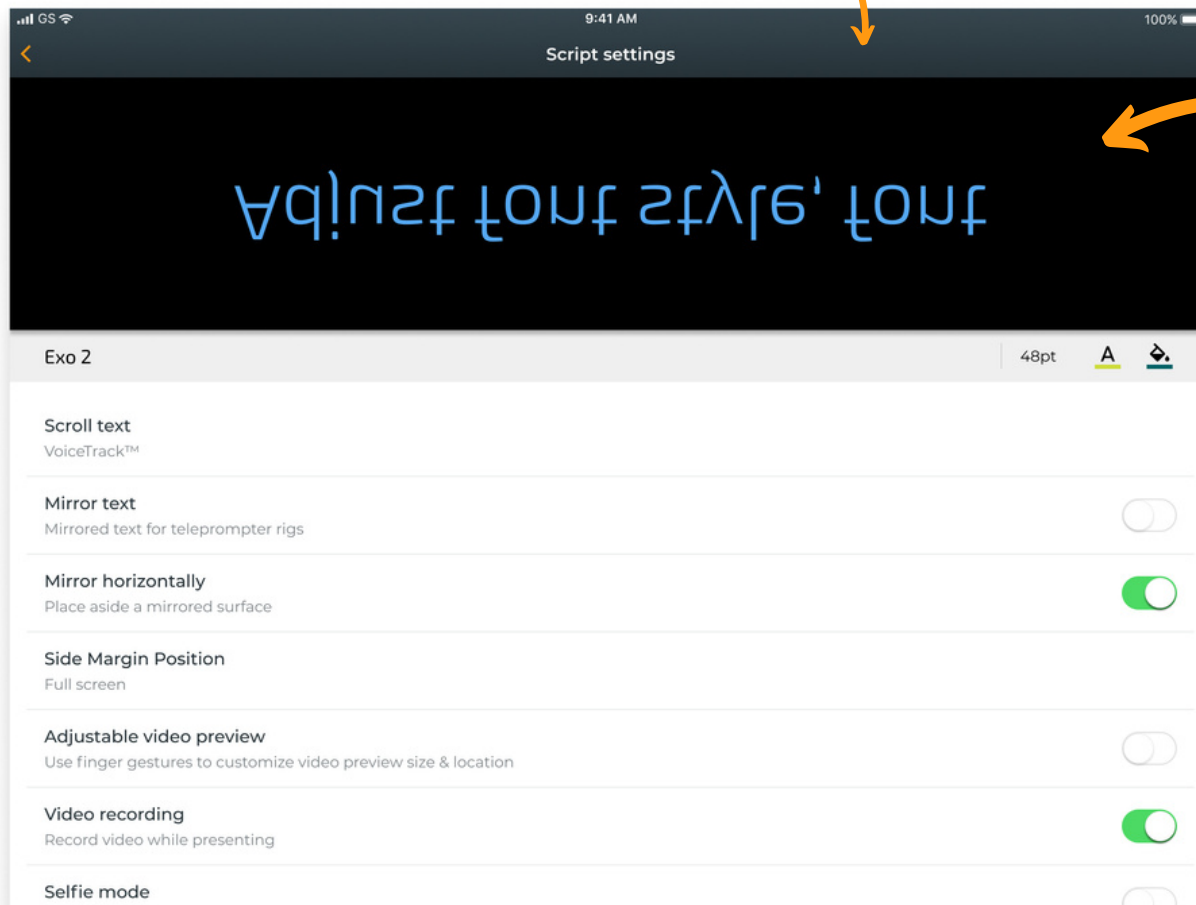 GS 9:41 AM 100%
Script settings
Adjust font style, font
Exo 2 48pt A
Scroll text
VoiceTrack™
Mirror text
Mirrored text for teleprompter rigs
Mirror horizontally
Place aside a mirrored surface
Side Margin Position
Full screen
Adjustable video preview
Use finger gestures to customize video preview size & location
Video recording
Record video while presenting
Selfie mode